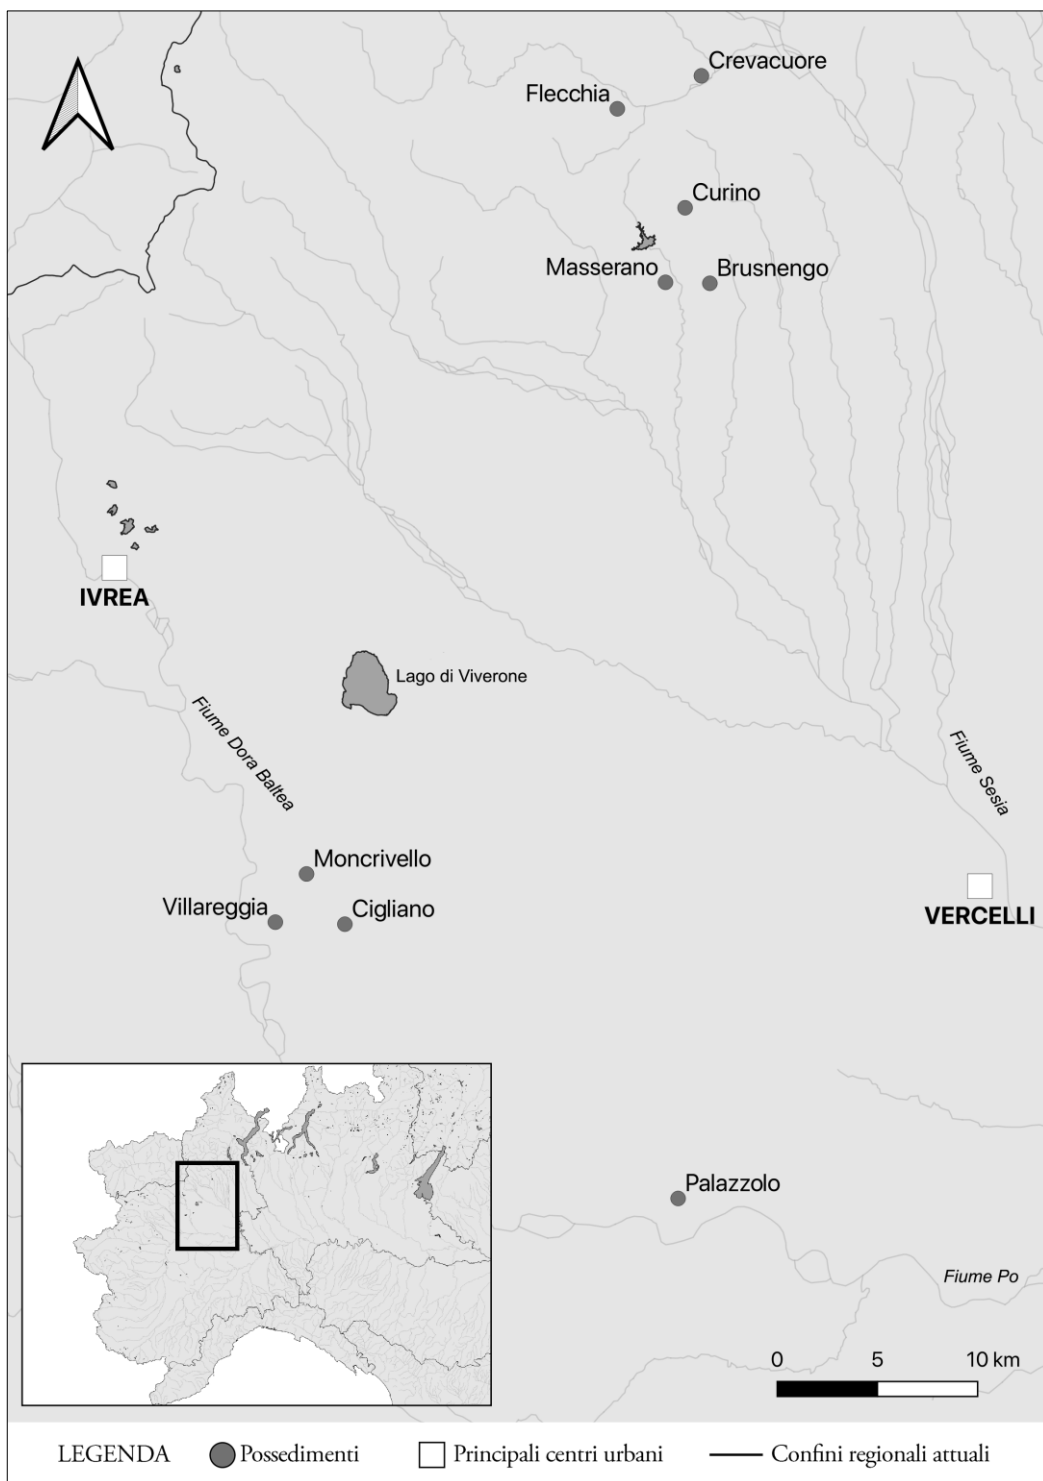 Crevacuore
Flecchia
Curino
Masserano
Brusnengo
IVREA
Lago di Viverone
Fiume Dora Baltea
Fiume Sesia
Moncrivello
Villareggia
Cigliano
VERCELLI
Palazzolo
Fiume Po
0 5 10 km
LEGENDA Possedimenti Principali centri urbani Confini regionali attuali